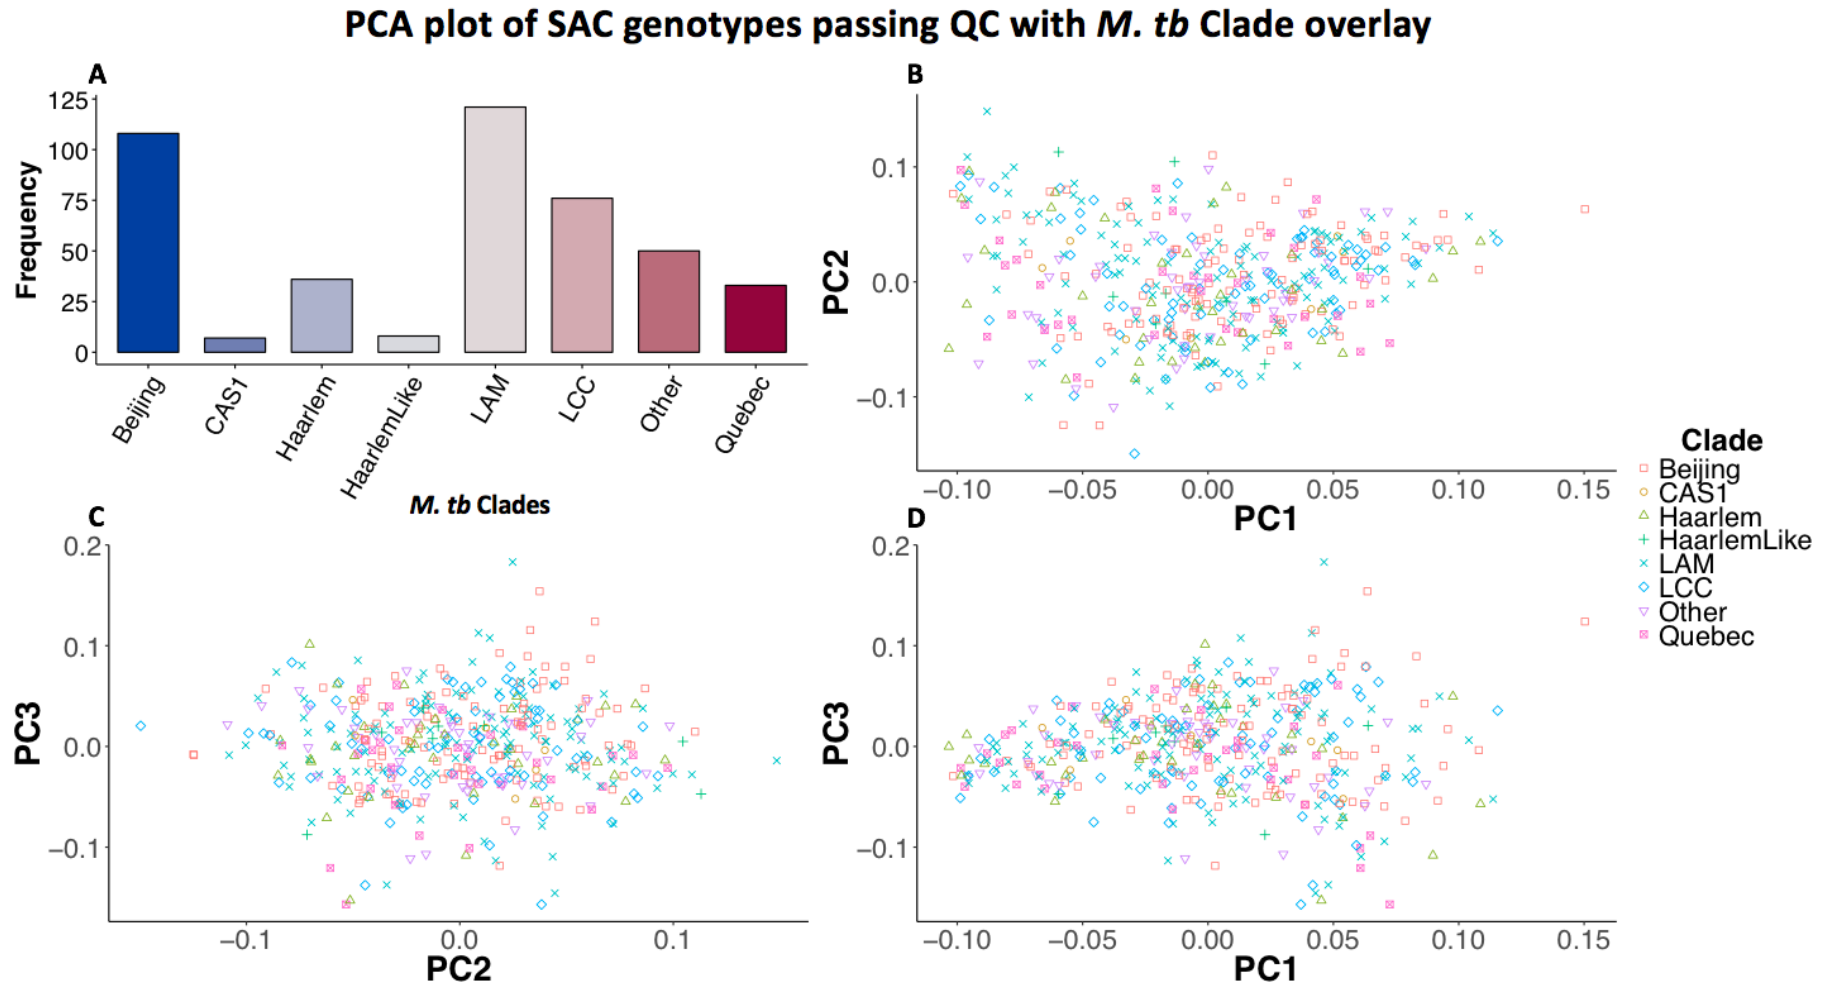 PCA plot of SAC genotypes passing QC with M. tb Clade overlay
A
Frequency
125
100
75
50
25
0
Beijing
CAS1
Haarlem
HaarlemLike
LAM
LCC
Other
Quebec
M. tb Clades
B
PC2
0.1
0.0
−0.1
−0.10 −0.05 0.00 0.05 0.10 0.15
PC1
Clade
Beijing
CAS1
Haarlem
HaarlemLike
LAM
LCC
Other
Quebec
C
PC3
0.2
0.1
0.0
−0.1
−0.1 0.0 0.1
PC2
D
PC3
0.2
0.1
0.0
−0.1
−0.10 −0.05 0.00 0.05 0.10 0.15
PC1